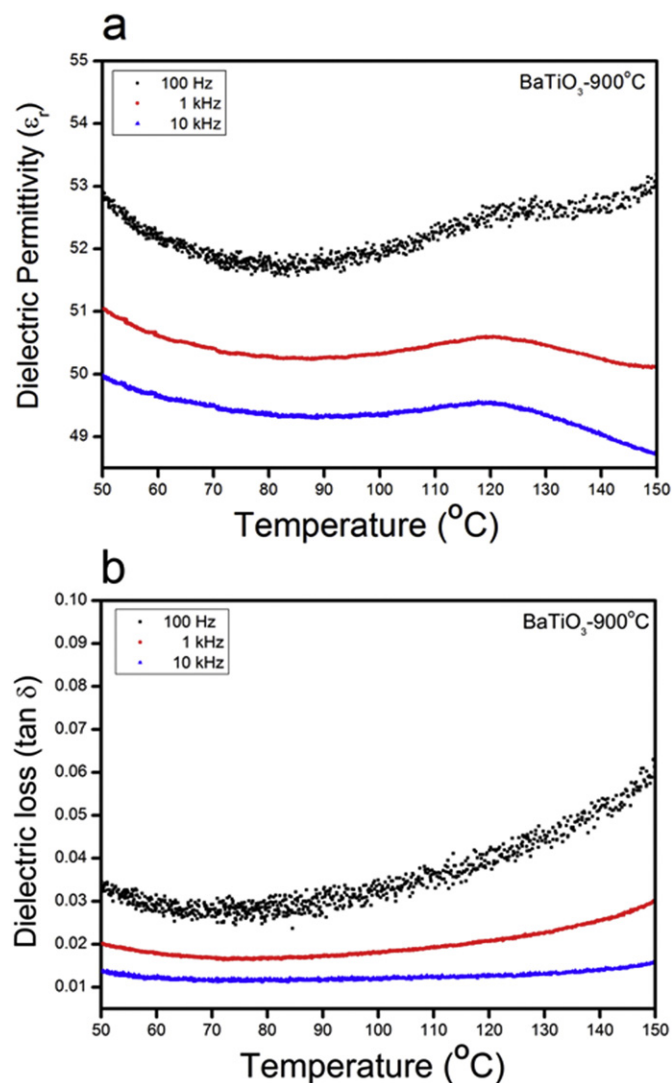 a
55
54
53
52
51
50
49
Dielectric Permittivity (εr)
100 Hz
1 kHz
10 kHz
BaTiO3-900°C
50 60 70 80 90 100 110 120 130 140 150
Temperature (°C)
b
0.10
0.09
0.08
0.07
0.06
0.05
0.04
0.03
0.02
0.01
Dielectric loss (tan δ)
100 Hz
1 kHz
10 kHz
BaTiO3-900°C
50 60 70 80 90 100 110 120 130 140 150
Temperature (°C)